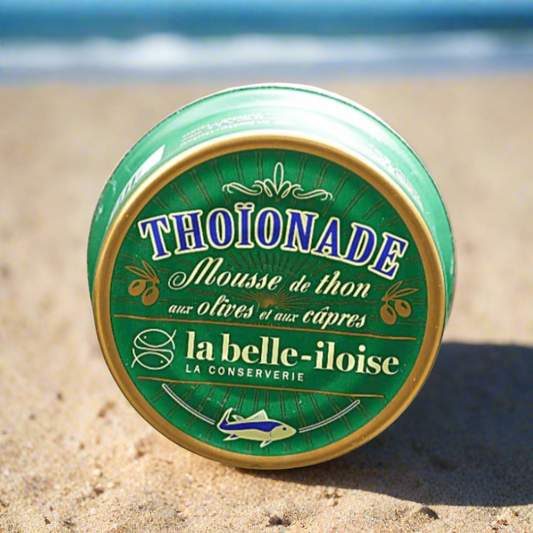 THOÏONADE
Mousse de thon
aux olives et aux câpres
la belle-iloise
LA CONSERVERIE